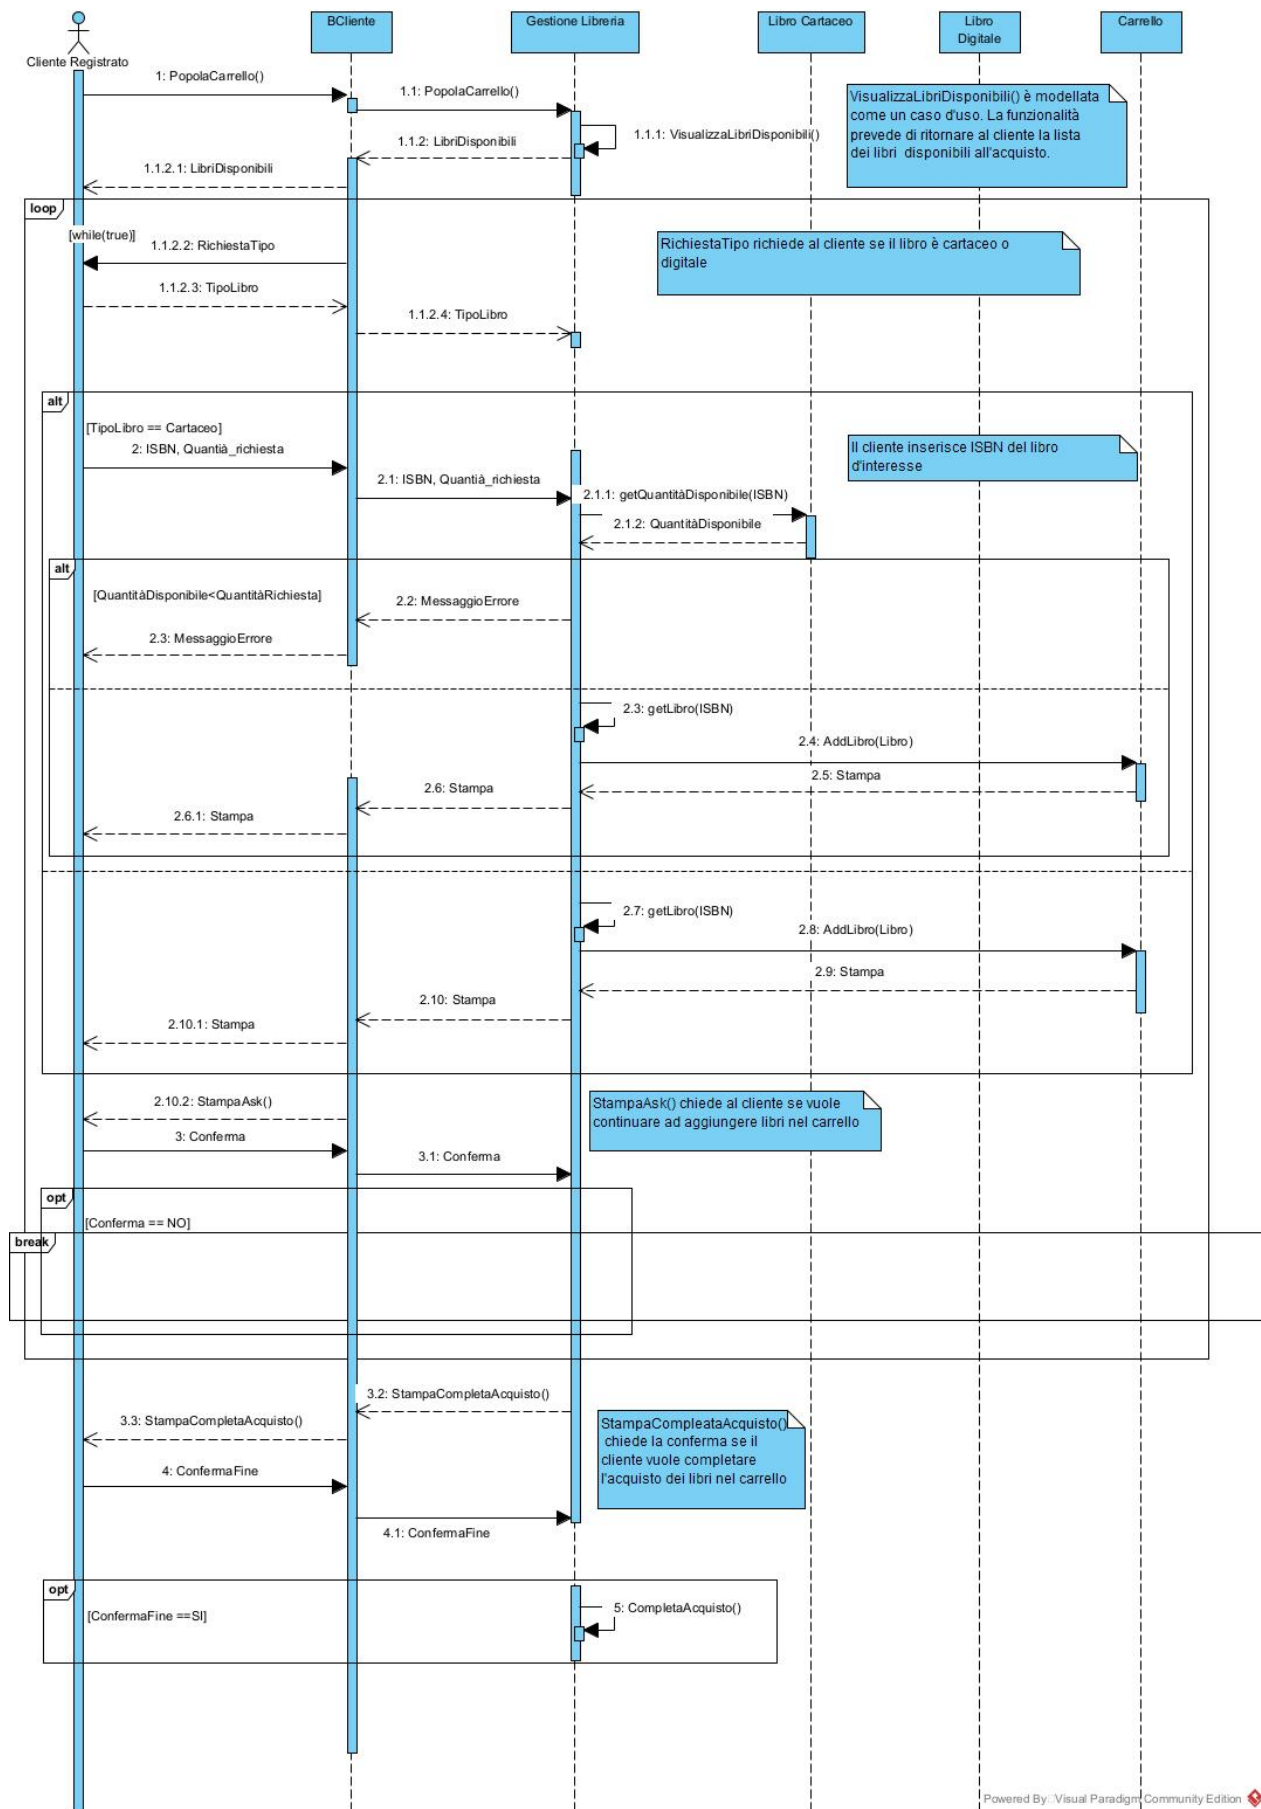 BCliente
Gestione Libreria
Libro Cartaceo
Libro
Digitale
Carrello
Cliente Registrato
1: PopolaCarrello()
1.1: PopolaCarrello()
1.1.1: VisualizzaLibriDisponibili()
1.1.2: LibriDisponibili
1.1.2.1: LibriDisponibili
VisualizzaLibriDisponibili() è modellata
come un caso d'uso. La funzionalità
prevede di ritornare al cliente la lista
dei libri disponibili all'acquisto.
loop
[while(true)]
1.1.2.2: RichiestaTipo
RichiestaTipo richiede al cliente se il libro è cartaceo o
digitale
1.1.2.3: TipoLibro
1.1.2.4: TipoLibro
alt
[TipoLibro == Cartaceo]
2: ISBN, Quantià_richiesta
Il cliente inserisce ISBN del libro
d'interesse
2.1: ISBN, Quantià_richiesta
2.1.1: getQuantitàDisponibile(ISBN)
2.1.2: QuantitàDisponibile
alt
[QuantitàDisponibile<QuantitàRichiesta]
2.2: MessaggioErrore
2.3: MessaggioErrore
2.3: getLibro(ISBN)
2.4: AddLibro(Libro)
2.5: Stampa
2.6: Stampa
2.6.1: Stampa
2.7: getLibro(ISBN)
2.8: AddLibro(Libro)
2.9: Stampa
2.10: Stampa
2.10.1: Stampa
2.10.2: StampaAsk()
StampaAsk() chiede al cliente se vuole
continuare ad aggiungere libri nel carrello
3: Conferma
3.1: Conferma
opt
[Conferma == NO]
break
3.2: StampaCompletaAcquisto()
3.3: StampaCompletaAcquisto()
StampaCompleataAcquisto()
chiede la conferma se il
cliente vuole completare
l'acquisto dei libri nel carrello
4: ConfermaFine
4.1: ConfermaFine
opt
[ConfermaFine ==SI]
5: CompletaAcquisto()
Powered By Visual Paradigm Community Edition